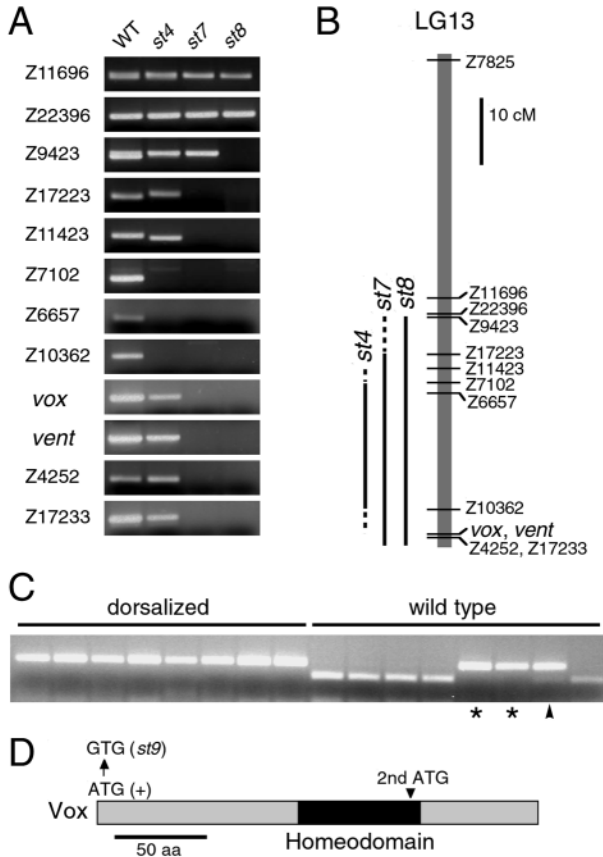 A
WT st4 st7 st8
Z11696
Z22396
Z9423
Z17223
Z11423
Z7102
Z6657
Z10362
vox
vent
Z4252
Z17233
B
LG13
Z7825
10 cM
Z11696
Z22396
Z9423
Z17223
Z11423
Z7102
Z6657
Z10362
vox, vent
Z4252, Z17233
st4
st7
st8
C
dorsalized wild type
* *
D
GTG (st9)
ATG (+)
2nd ATG
Vox
50 aa
Homeodomain